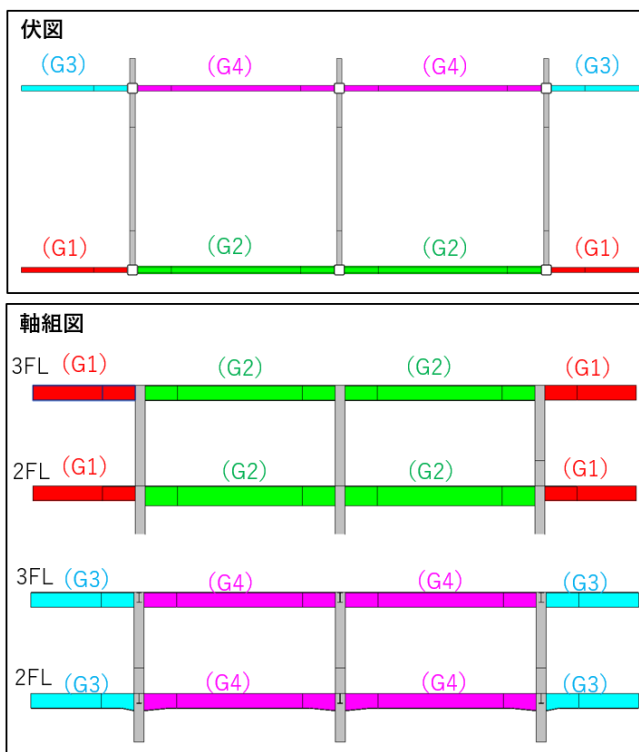 伏図
(G3) (G4) (G4) (G3)
(G1) (G2) (G2) (G1)
軸組図
3FL (G1) (G2) (G2) (G1)
2FL (G1) (G2) (G2) (G1)
3FL (G3) (G4) (G4) (G3)
2FL (G3) (G4) (G4) (G3)